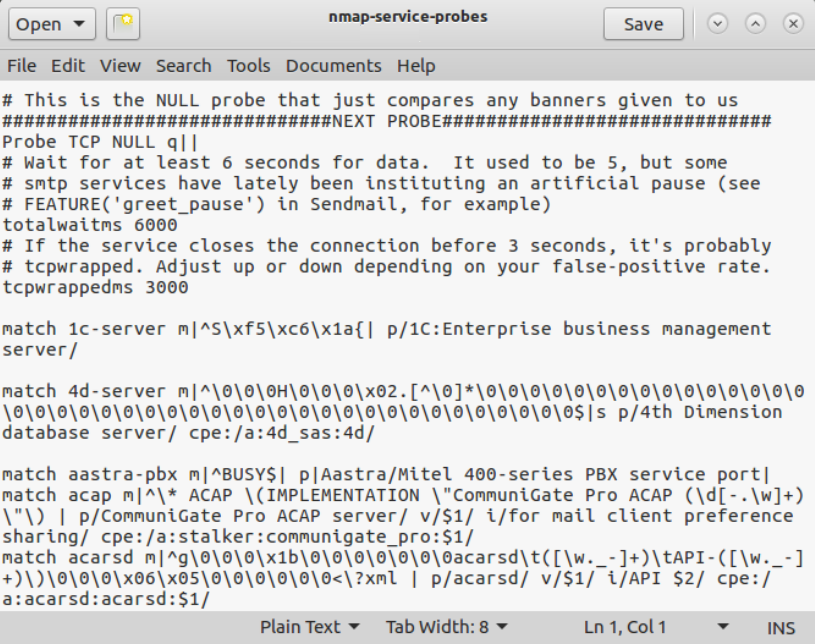 nmap-service-probes
Open
Save
File Edit View Search Tools Documents Help
# This is the NULL probe that just compares any banners given to us
##############################NEXT PROBE##############################
Probe TCP NULL q||
# Wait for at least 6 seconds for data.  It used to be 5, but some
# smtp services have lately been instituting an artificial pause (see
# FEATURE('greet_pause') in Sendmail, for example)
totalwaitms 6000
# If the service closes the connection before 3 seconds, it's probably
# tcpwrapped. Adjust up or down depending on your false-positive rate.
tcpwrappedms 3000
match 1c-server m|^S\xf5\xc6\x1a{| p/1C:Enterprise business management
server/
match 4d-server m|^\0\0\0H\0\0\0\x02.[^\0]*\0\0\0\0\0\0\0\0\0\0\0\0\0\0\0
\0\0\0\0\0\0\0\0\0\0\0\0\0\0\0\0\0\0\0\0\0\0\0\0\0\0$|s p/4th Dimension
database server/ cpe:/a:4d_sas:4d/
match aastra-pbx m|^BUSY$| p|Aastra/Mitel 400-series PBX service port|
match acap m|^\* ACAP \(IMPLEMENTATION \"CommuniGate Pro ACAP (\d[-.\w]+)
\"\) | p/CommuniGate Pro ACAP server/ v/$1/ i/for mail client preference
sharing/ cpe:/a:stalker:communigate_pro:$1/
match acarsd m|^g\0\0\0\x1b\0\0\0\0\0\0\0acarsd\t([\w._-]+)\tAPI-([\w._-]
+)\)\0\0\0\x06\x05\0\0\0\0\0\0<\?xml | p/acarsd/ v/$1/ i/API $2/ cpe:/
a:acarsd:acarsd:$1/
Plain Text Tab Width: 8 Ln 1, Col 1 INS